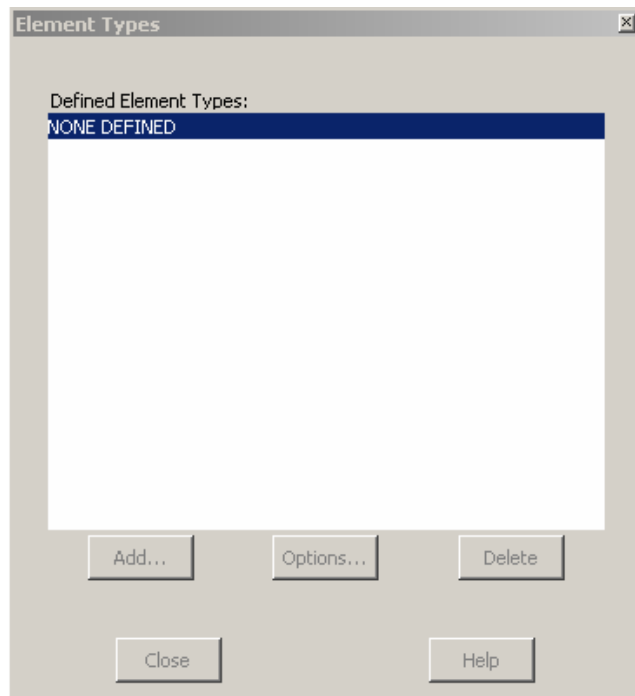 Element Types
Defined Element Types:
NONE DEFINED
Add...
Options...
Delete
Close
Help